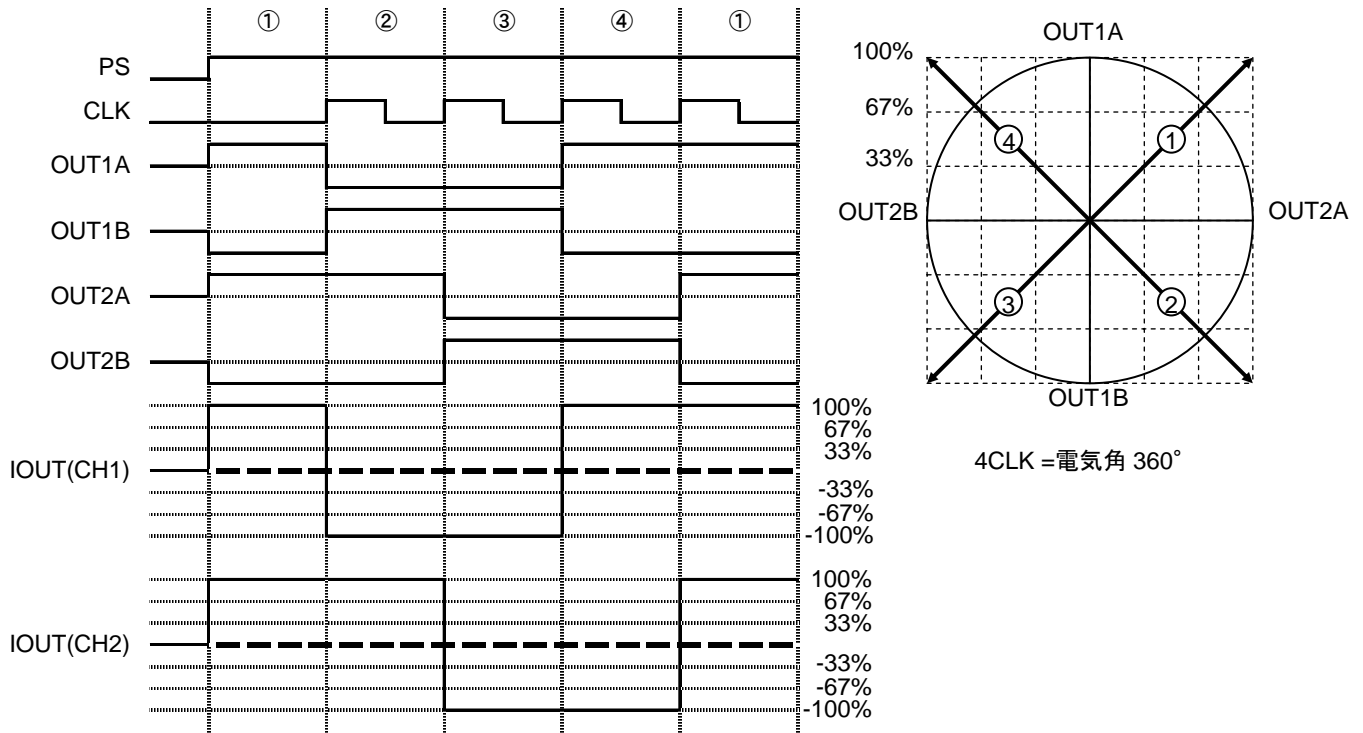 ① ② ③ ④ ①
PS
CLK
OUT1A
OUT1B
OUT2A
OUT2B
IOUT(CH1)
100%
67%
33%
-33%
-67%
-100%
IOUT(CH2)
100%
67%
33%
-33%
-67%
-100%
OUT1A
100%
67%
33%
④ ①
OUT2B OUT2A
③ ②
OUT1B
4CLK =電気角 360°